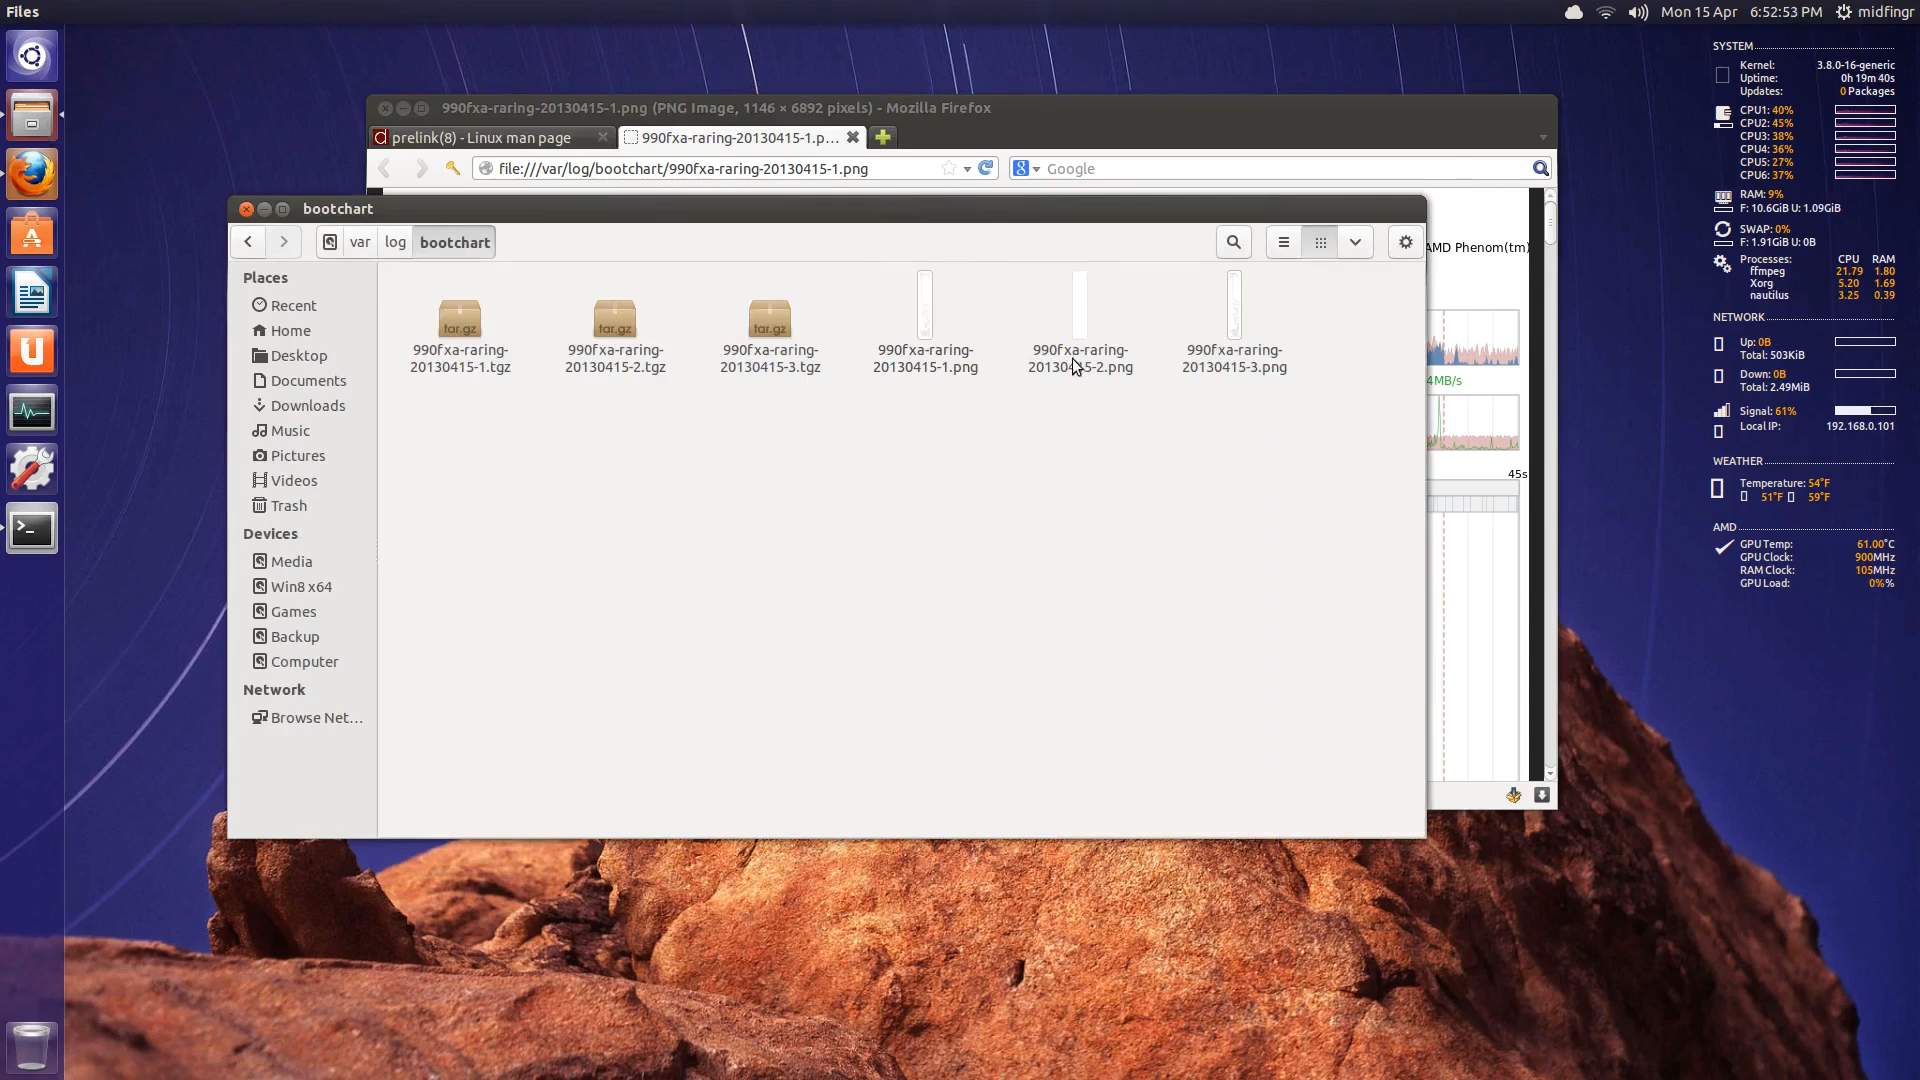 Files
Mon 15 Apr 6:52:53 PM midfingr
990fxa-raring-20130415-1.png (PNG Image, 1146 × 6892 pixels) - Mozilla Firefox
prelink(8) - Linux man page
990fxa-raring-20130415-1.p...
file:///var/log/bootchart/990fxa-raring-20130415-1.png
Google
bootchart
var log bootchart
Places
Recent
Home
Desktop
Documents
Downloads
Music
Pictures
Videos
Trash
Devices
Media
Win8 x64
Games
Backup
Computer
Network
Browse Net...
tar.gz
990fxa-raring-
20130415-1.tgz
tar.gz
990fxa-raring-
20130415-2.tgz
tar.gz
990fxa-raring-
20130415-3.tgz
990fxa-raring-
20130415-1.png
990fxa-raring-
20130415-2.png
990fxa-raring-
20130415-3.png
AMD Phenom(tm)
4MB/s
45s
SYSTEM
Kernel: 3.8.0-16-generic
Uptime: 0h 19m 40s
Updates: 0 Packages
CPU1: 40%
CPU2: 45%
CPU3: 38%
CPU4: 36%
CPU5: 27%
CPU6: 37%
RAM: 9%
F: 10.6GiB U: 1.09GiB
SWAP: 0%
F: 1.91GiB U: 0B
Processes: CPU RAM
ffmpeg 21.79 1.80
Xorg 5.20 1.69
nautilus 3.25 0.39
NETWORK
Up: 0B
Total: 503KiB
Down: 0B
Total: 2.49MiB
Signal: 61%
Local IP: 192.168.0.101
WEATHER
Temperature: 54°F
51°F 59°F
AMD
GPU Temp: 61.00°C
GPU Clock: 900MHz
RAM Clock: 105MHz
GPU Load: 0%%